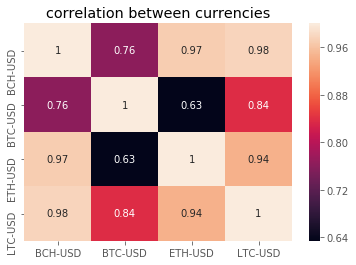 correlation between currencies
BCH-USD 1 0.76 0.97 0.98
BTC-USD 0.76 1 0.63 0.84
ETH-USD 0.97 0.63 1 0.94
LTC-USD 0.98 0.84 0.94 1
BCH-USD BTC-USD ETH-USD LTC-USD
0.96
0.88
0.80
0.72
0.64